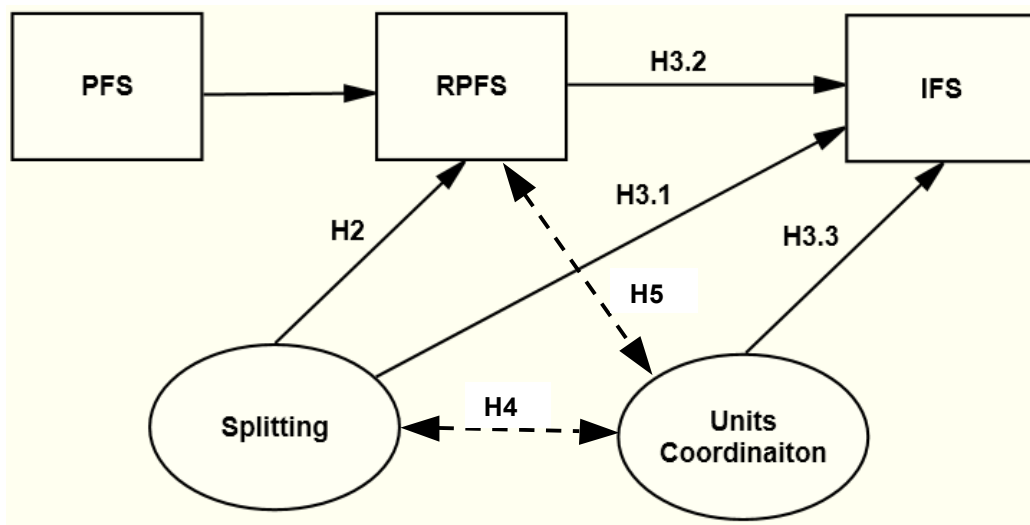 PFS
RPFS
H3.2
IFS
H3.1
H2
H3.3
H5
H4
Splitting
Units
Coordinaiton